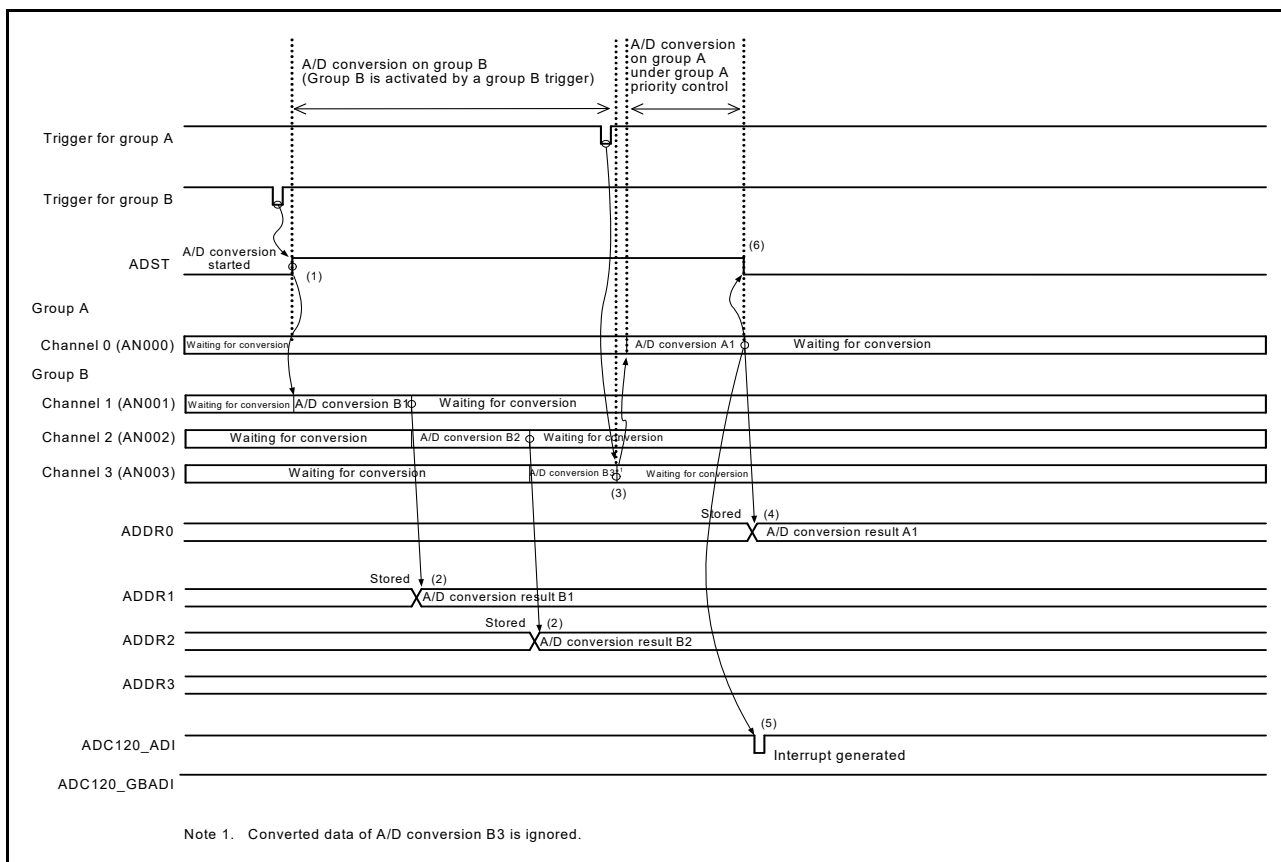 A/D conversion on group B
(Group B is activated by a group B trigger)
A/D conversion
on group A
under group A
priority control
Trigger for group A
Trigger for group B
A/D conversion
started
ADST
(1)
(6)
Group A
Channel 0 (AN000)
Waiting for conversion
A/D conversion A1
Waiting for conversion
Group B
Channel 1 (AN001)
Waiting for conversion
A/D conversion B1
Waiting for conversion
Channel 2 (AN002)
Waiting for conversion
A/D conversion B2
Waiting for conversion
Channel 3 (AN003)
Waiting for conversion
A/D conversion B3*1
Waiting for conversion
(3)
ADDR0
Stored
(4)
A/D conversion result A1
ADDR1
Stored
(2)
A/D conversion result B1
ADDR2
Stored
(2)
A/D conversion result B2
ADDR3
ADC120_ADI
(5)
Interrupt generated
ADC120_GBADI
Note 1. Converted data of A/D conversion B3 is ignored.